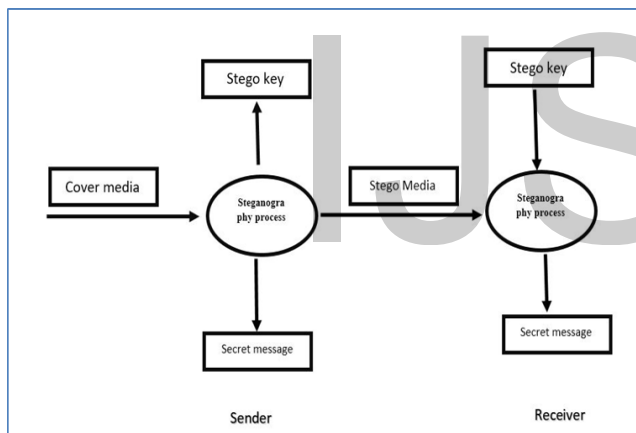 Stego key
Stego key
Cover media
Stego Media
Steganogra
phy process
Steganogra
phy process
Secret message
Secret message
Sender
Receiver
IJS